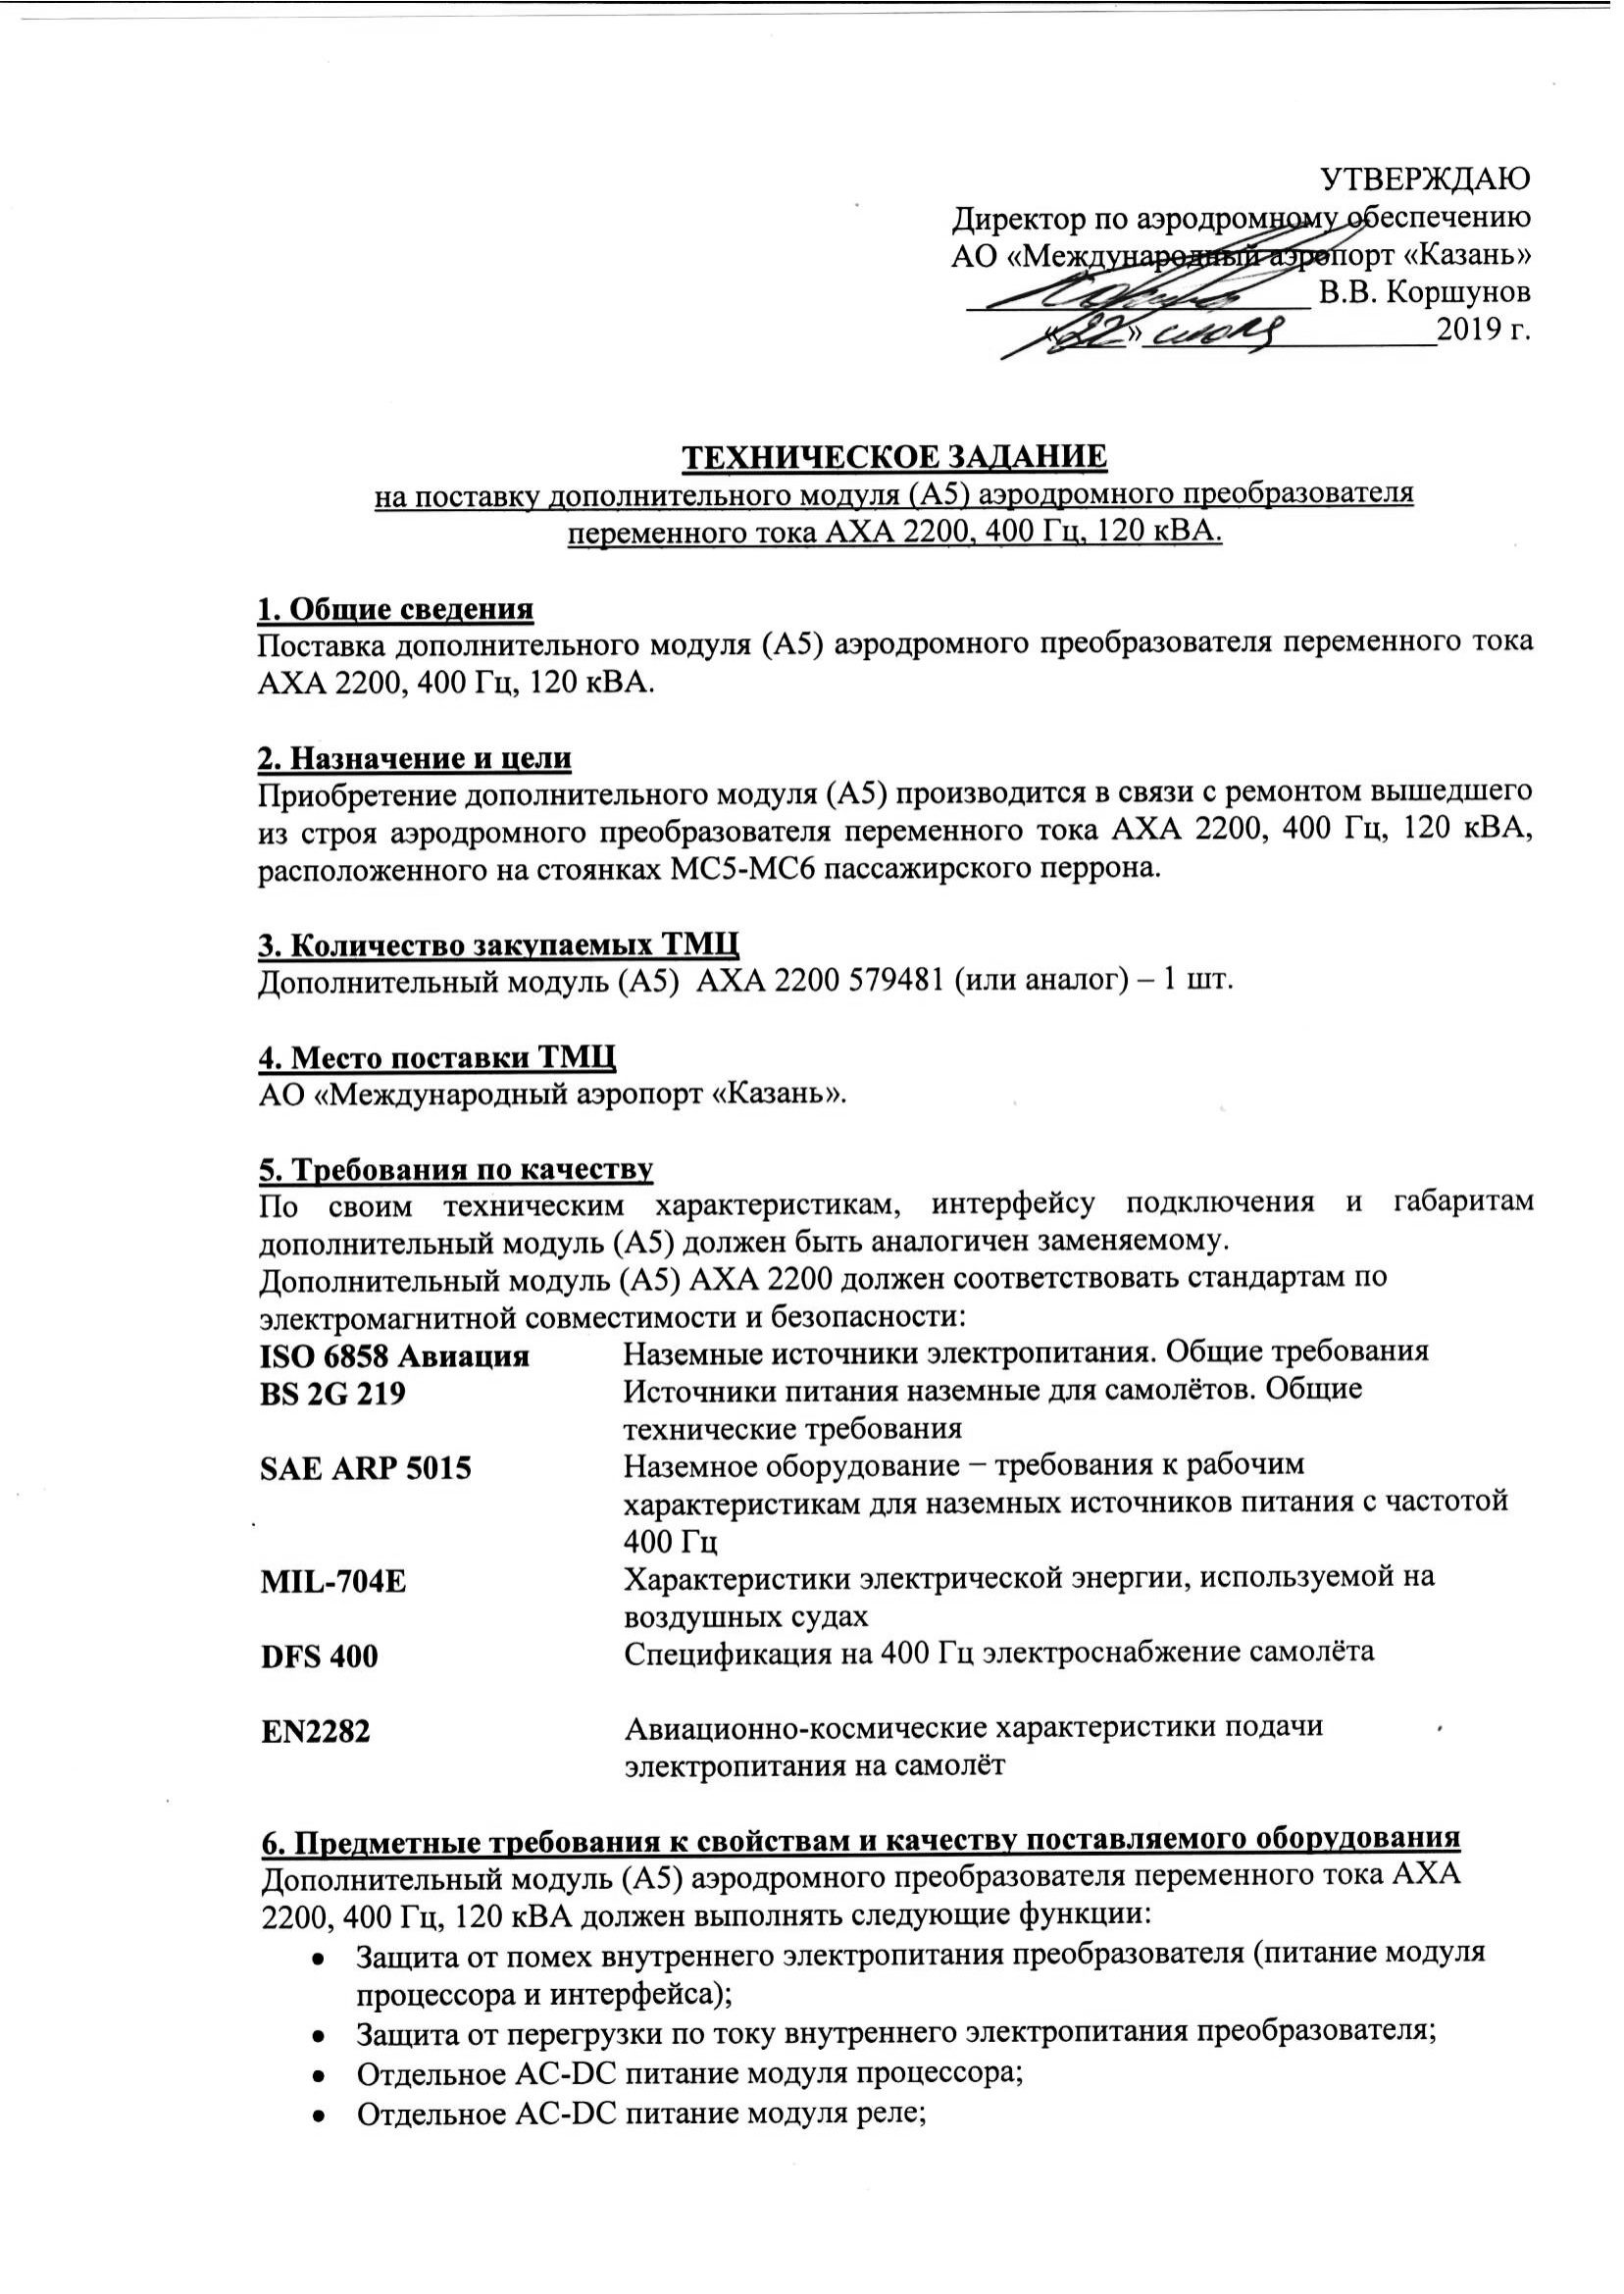 УТВЕРЖДАЮ
Директор по аэродромному обеспечению
АО «Международный аэропорт «Казань»
В.В. Коршунов
«22» июля 2019 г.
ТЕХНИЧЕСКОЕ ЗАДАНИЕ
на поставку дополнительного модуля (А5) аэродромного преобразователя
переменного тока АХА 2200, 400 Гц, 120 кВА.
1. Общие сведения
Поставка дополнительного модуля (А5) аэродромного преобразователя переменного тока
АХА 2200, 400 Гц, 120 кВА.
2. Назначение и цели
Приобретение дополнительного модуля (А5) производится в связи с ремонтом вышедшего
из строя аэродромного преобразователя переменного тока АХА 2200, 400 Гц, 120 кВА,
расположенного на стоянках МС5-МС6 пассажирского перрона.
3. Количество закупаемых ТМЦ
Дополнительный модуль (А5) АХА 2200 579481 (или аналог) – 1 шт.
4. Место поставки ТМЦ
АО «Международный аэропорт «Казань».
5. Требования по качеству
По своим техническим характеристикам, интерфейсу подключения и габаритам
дополнительный модуль (А5) должен быть аналогичен заменяемому.
Дополнительный модуль (А5) АХА 2200 должен соответствовать стандартам по
электромагнитной совместимости и безопасности:
ISO 6858 Авиация Наземные источники электропитания. Общие требования
BS 2G 219 Источники питания наземные для самолётов. Общие
технические требования
SAE ARP 5015 Наземное оборудование − требования к рабочим
характеристикам для наземных источников питания с частотой
400 Гц
MIL-704E Характеристики электрической энергии, используемой на
воздушных судах
DFS 400 Спецификация на 400 Гц электроснабжение самолёта
EN2282 Авиационно-космические характеристики подачи
электропитания на самолёт
6. Предметные требования к свойствам и качеству поставляемого оборудования
Дополнительный модуль (А5) аэродромного преобразователя переменного тока АХА
2200, 400 Гц, 120 кВА должен выполнять следующие функции:
• Защита от помех внутреннего электропитания преобразователя (питание модуля
процессора и интерфейса);
• Защита от перегрузки по току внутреннего электропитания преобразователя;
• Отдельное AC-DC питание модуля процессора;
• Отдельное AC-DC питание модуля реле;